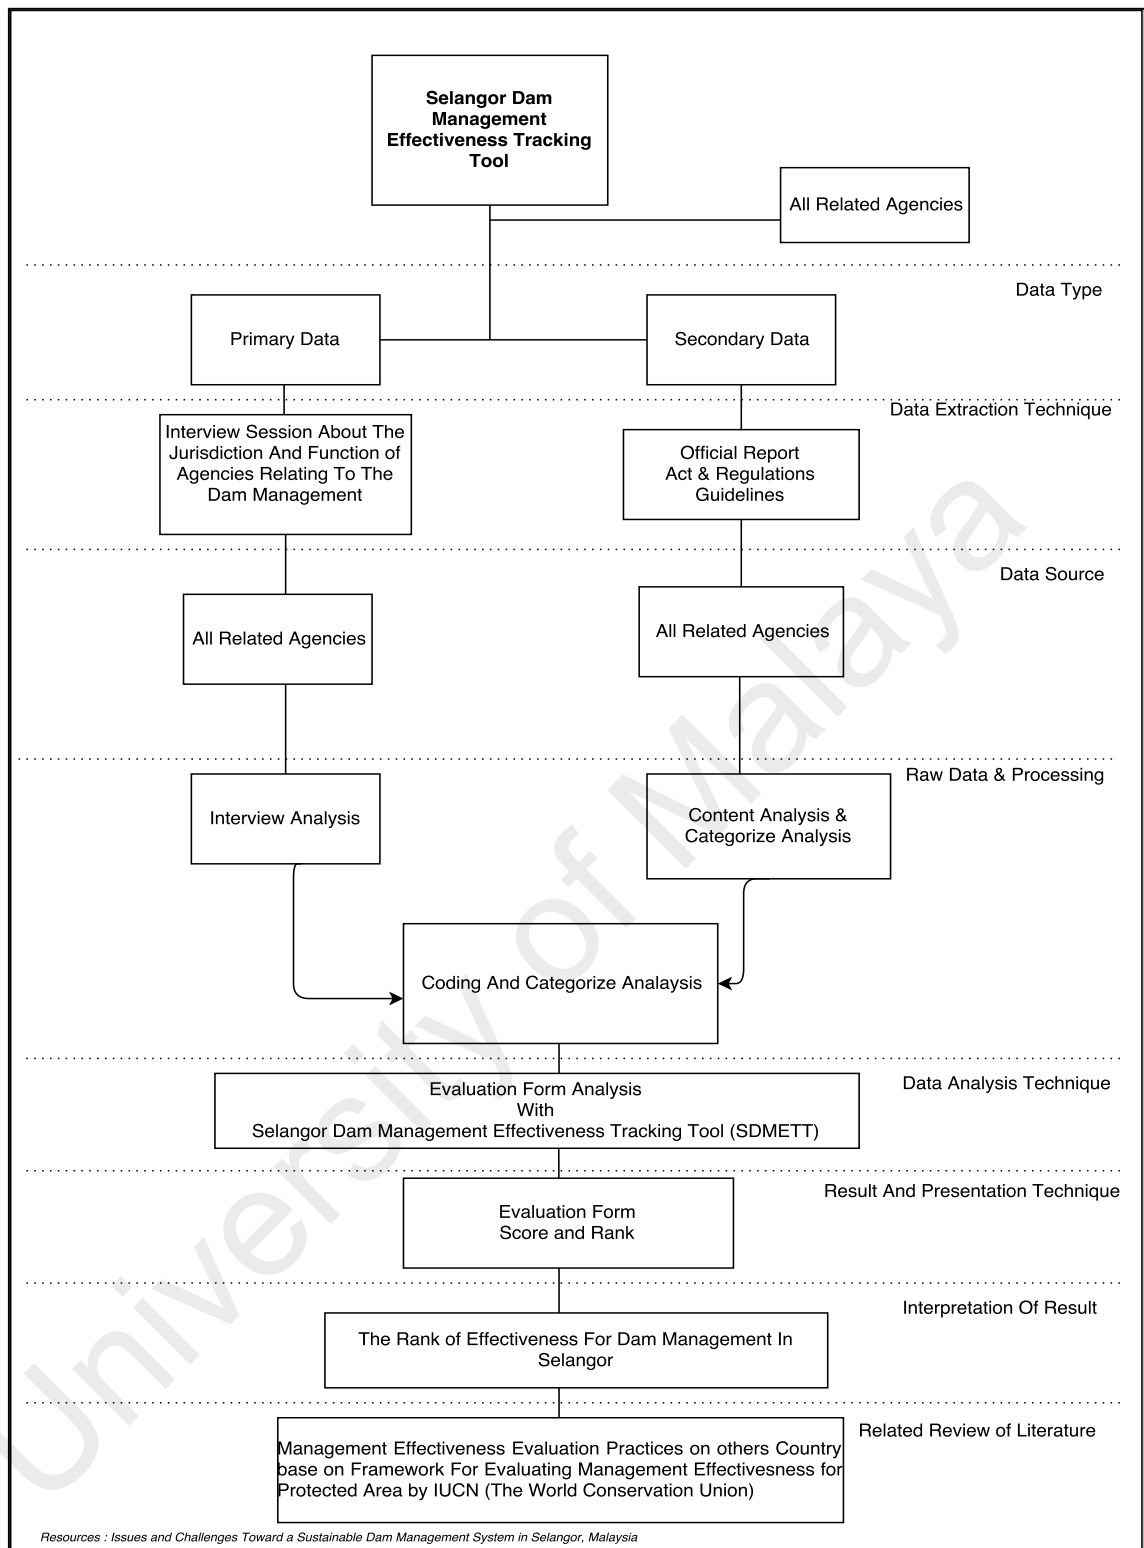 Selangor Dam
Management
Effectiveness Tracking
Tool
All Related Agencies
Data Type
Primary Data
Secondary Data
Data Extraction Technique
Interview Session About The
Jurisdiction And Function of
Agencies Relating To The
Dam Management
Official Report
Act & Regulations
Guidelines
Data Source
All Related Agencies
All Related Agencies
Raw Data & Processing
Interview Analysis
Content Analysis &
Categorize Analysis
Coding And Categorize Analaysis
Data Analysis Technique
Evaluation Form Analysis
With
Selangor Dam Management Effectiveness Tracking Tool (SDMETT)
Result And Presentation Technique
Evaluation Form
Score and Rank
Interpretation Of Result
The Rank of Effectiveness For Dam Management In
Selangor
Related Review of Literature
Management Effectiveness Evaluation Practices on others Country
base on Framework For Evaluating Management Effectivesness for
Protected Area by IUCN (The World Conservation Union)
Resources : Issues and Challenges Toward a Sustainable Dam Management System in Selangor, Malaysia
University of Malaya